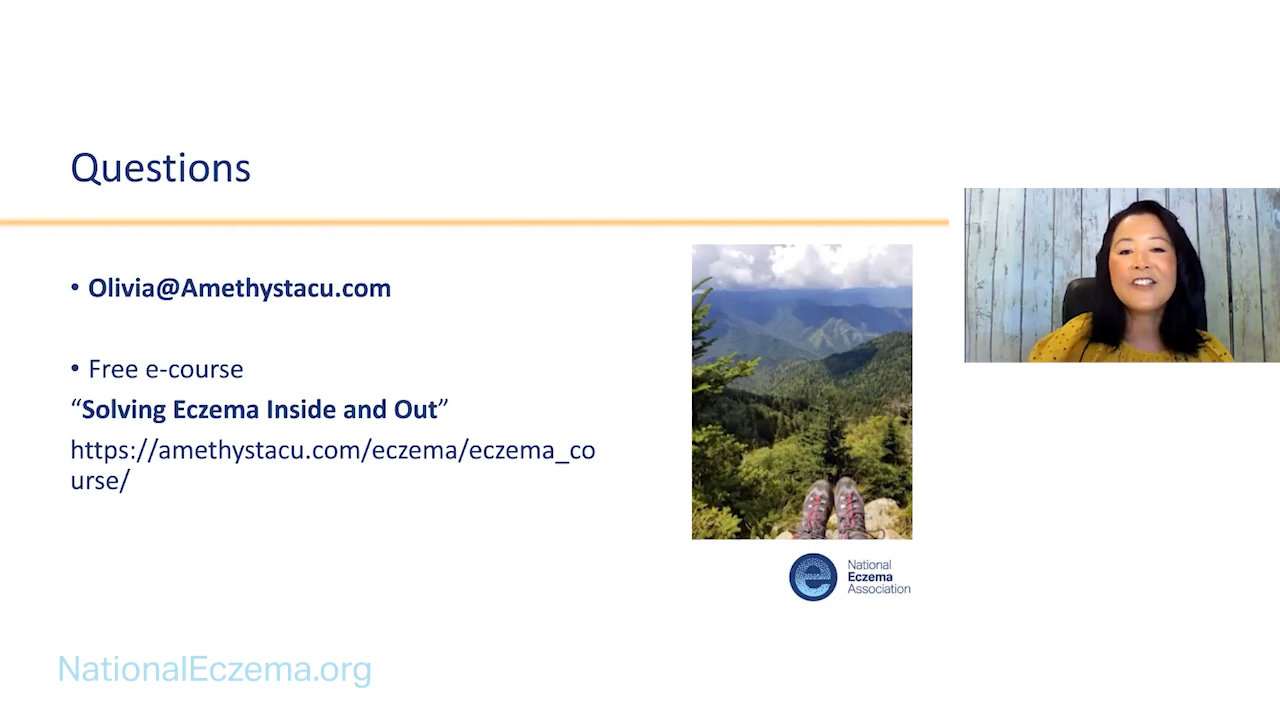 Questions
• Olivia@Amethystacu.com
• Free e-course
“Solving Eczema Inside and Out”
https://amethystacu.com/eczema/eczema_co
urse/
National
Eczema
Association
NationalEczema.org